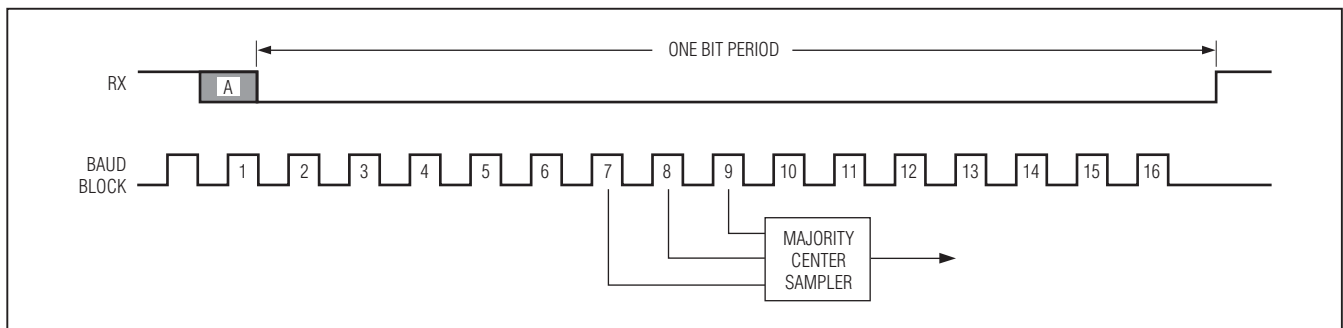 ONE BIT PERIOD
RX
A
BAUD
BLOCK
1 2 3 4 5 6 7 8 9 10 11 12 13 14 15 16
MAJORITY
CENTER
SAMPLER